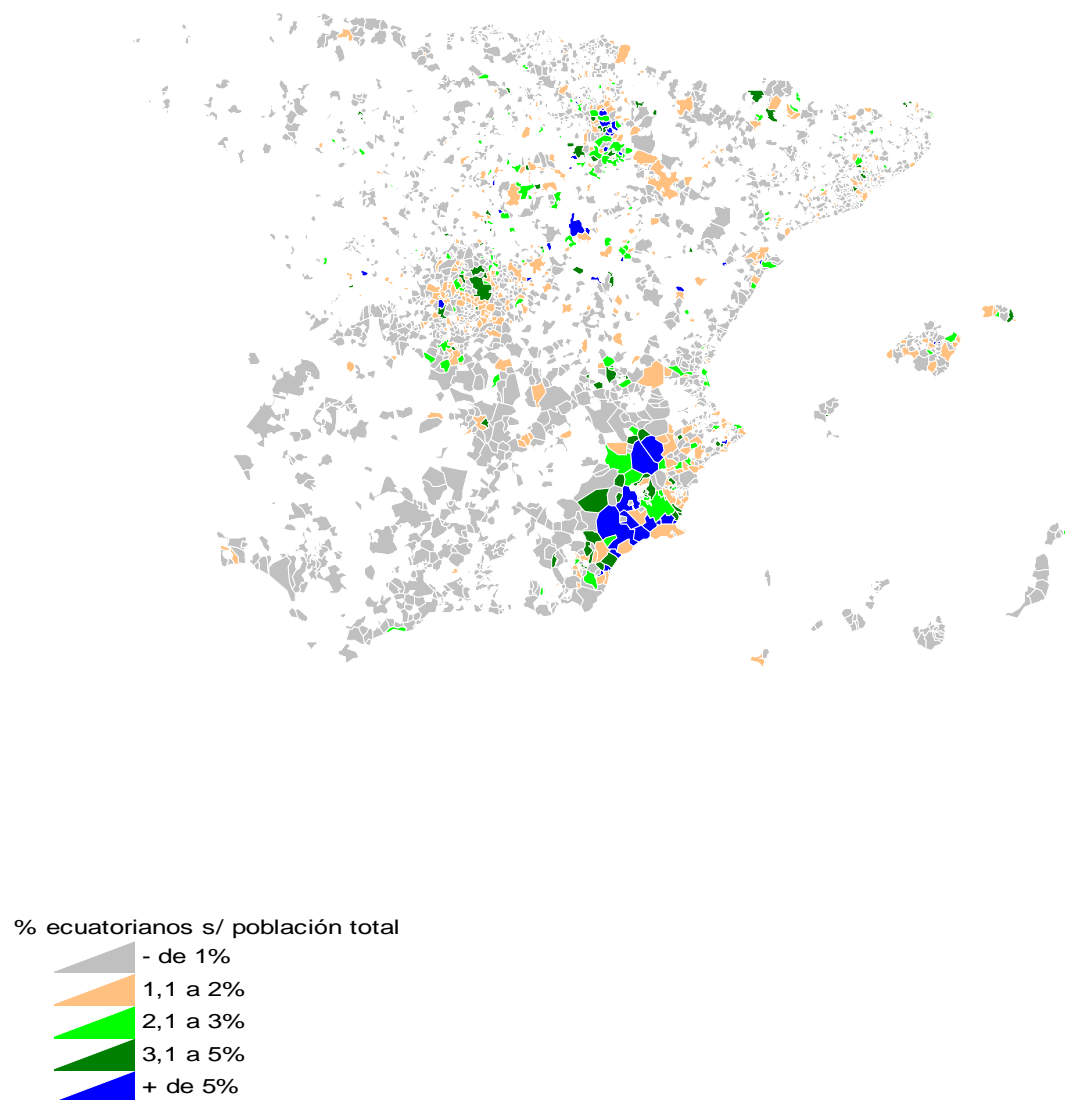 % ecuatorianos s/ población total
- de 1%
1,1 a 2%
2,1 a 3%
3,1 a 5%
+ de 5%